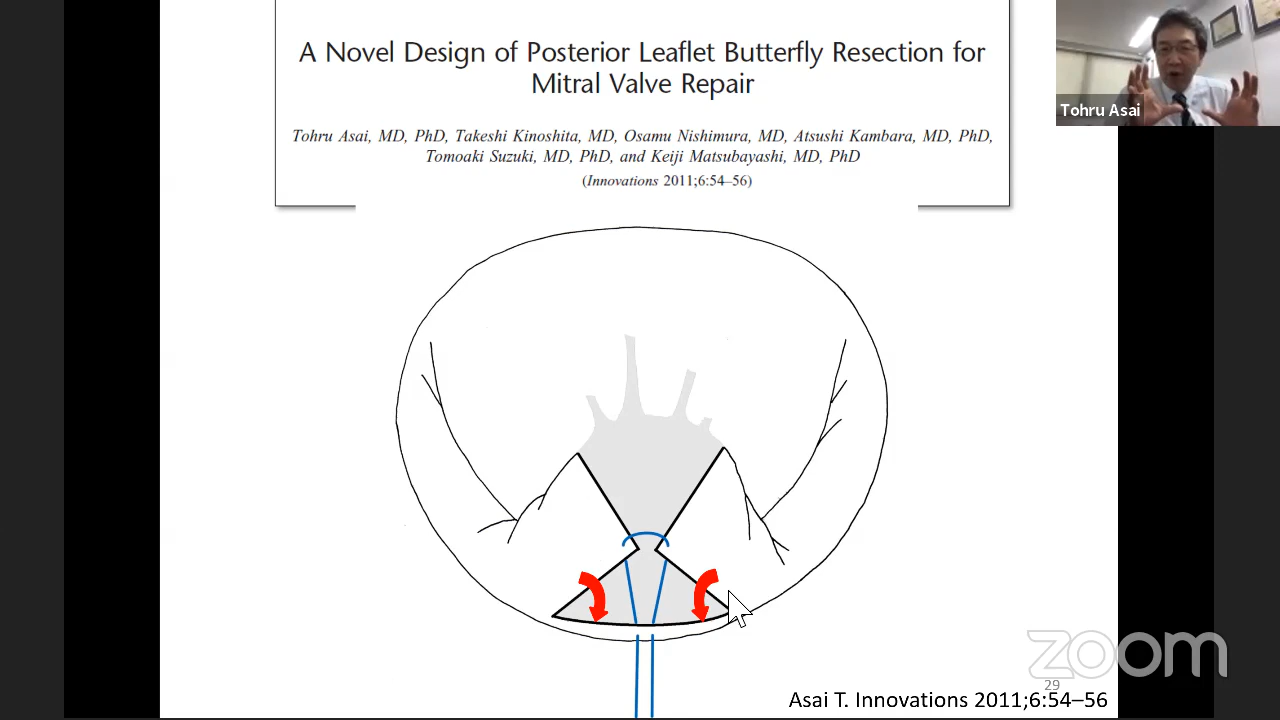 A Novel Design of Posterior Leaflet Butterfly Resection for
Mitral Valve Repair
Tohru Asai, MD, PhD, Takeshi Kinoshita, MD, Osamu Nishimura, MD, Atsushi Kambara, MD, PhD,
Tomoaki Suzuki, MD, PhD, and Keiji Matsubayashi, MD, PhD
(Innovations 2011;6:54–56)
Tohru Asai
zoom
29
Asai T. Innovations 2011;6:54–56